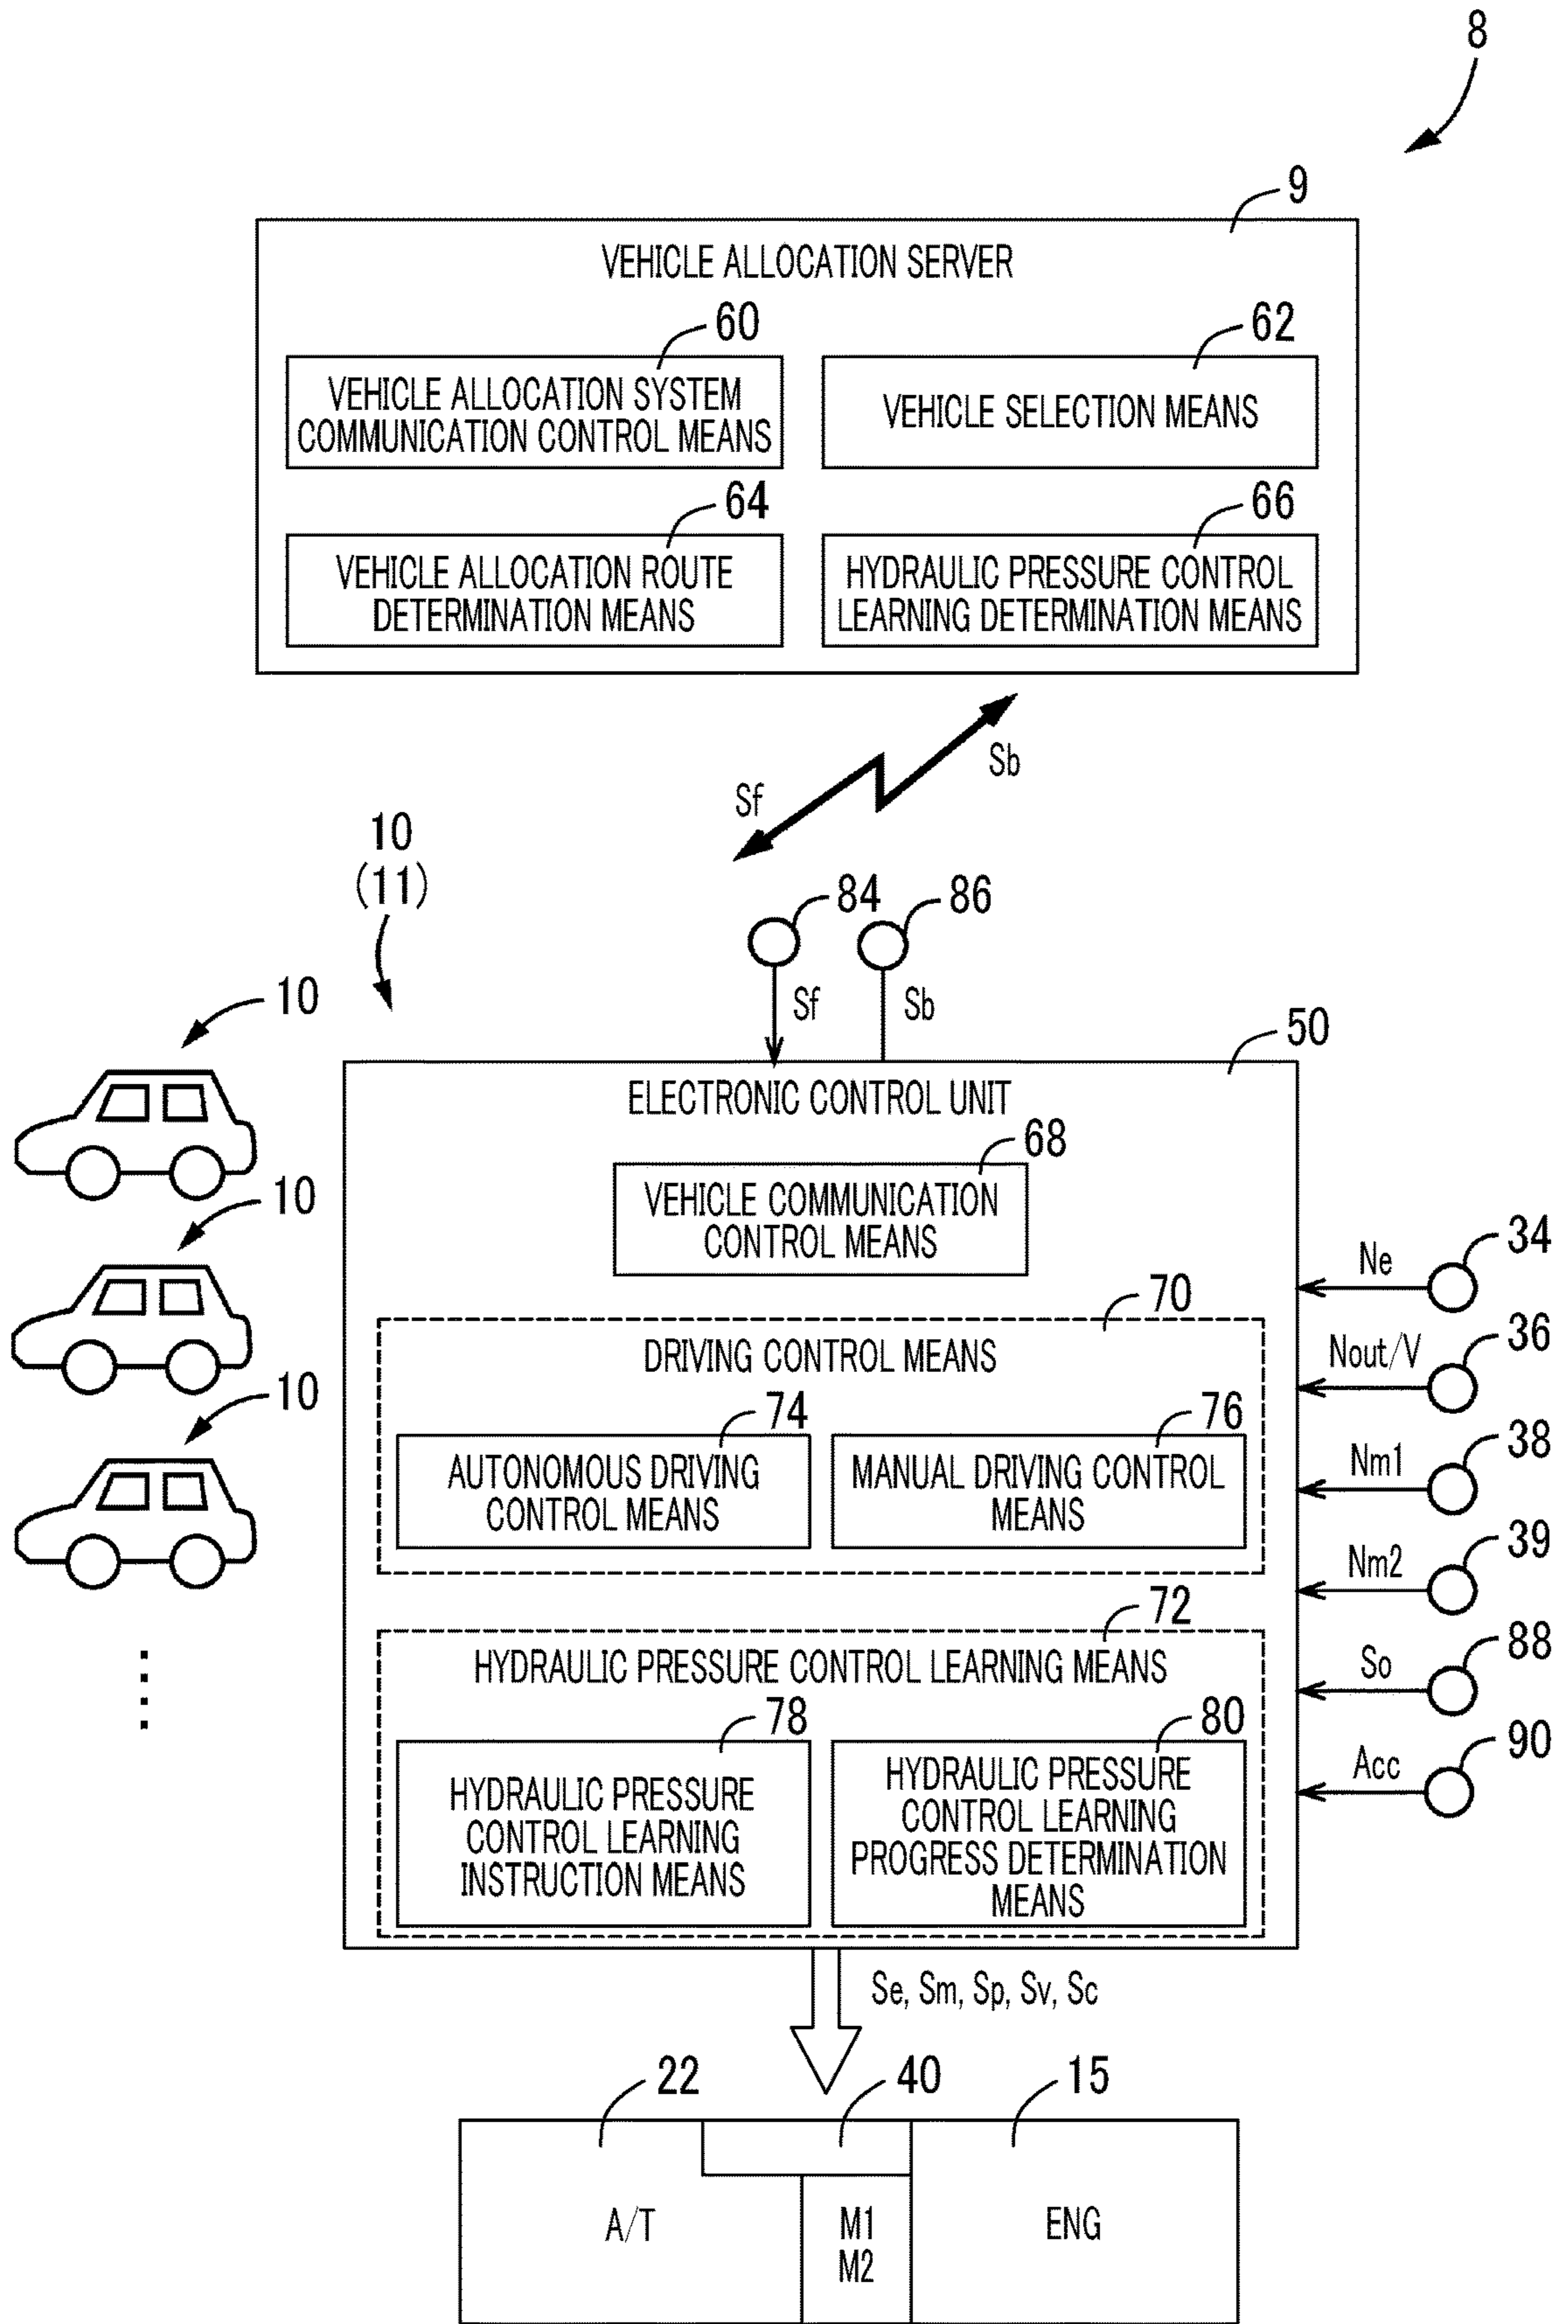 8
9
VEHICLE ALLOCATION SERVER
60
62
VEHICLE ALLOCATION SYSTEM
COMMUNICATION CONTROL MEANS
VEHICLE SELECTION MEANS
64
66
VEHICLE ALLOCATION ROUTE
DETERMINATION MEANS
HYDRAULIC PRESSURE CONTROL
LEARNING DETERMINATION MEANS
Sf
Sb
10
(11)
84
86
Sf
Sb
10
10
10
50
ELECTRONIC CONTROL UNIT
68
VEHICLE COMMUNICATION
CONTROL MEANS
70
DRIVING CONTROL MEANS
74
76
AUTONOMOUS DRIVING
CONTROL MEANS
MANUAL DRIVING CONTROL
MEANS
72
HYDRAULIC PRESSURE CONTROL LEARNING MEANS
78
80
HYDRAULIC PRESSURE
CONTROL LEARNING
INSTRUCTION MEANS
HYDRAULIC PRESSURE
CONTROL LEARNING
PROGRESS DETERMINATION
MEANS
Ne
34
Nout/V
36
Nm1
38
Nm2
39
So
88
Acc
90
Se, Sm, Sp, Sv, Sc
22
40
15
A/T
M1
M2
ENG